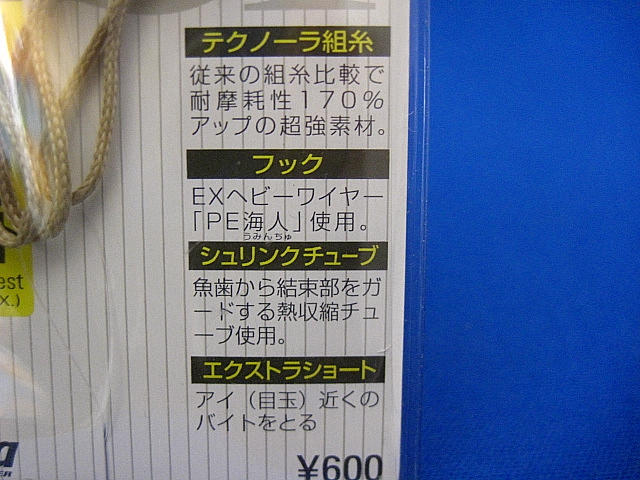 テクノーラ組糸
従来の組糸比較で
耐摩耗性170%
アップの超強素材。
フック
EXヘビーワイヤー
「PE海人」使用。
うみんちゅ
シュリンクチューブ
魚歯から結束部をガ
ードする熱収縮チュ
ーブ使用。
エクストラショート
アイ（目玉）近くの
バイトをとる
¥600
est
X.)
a